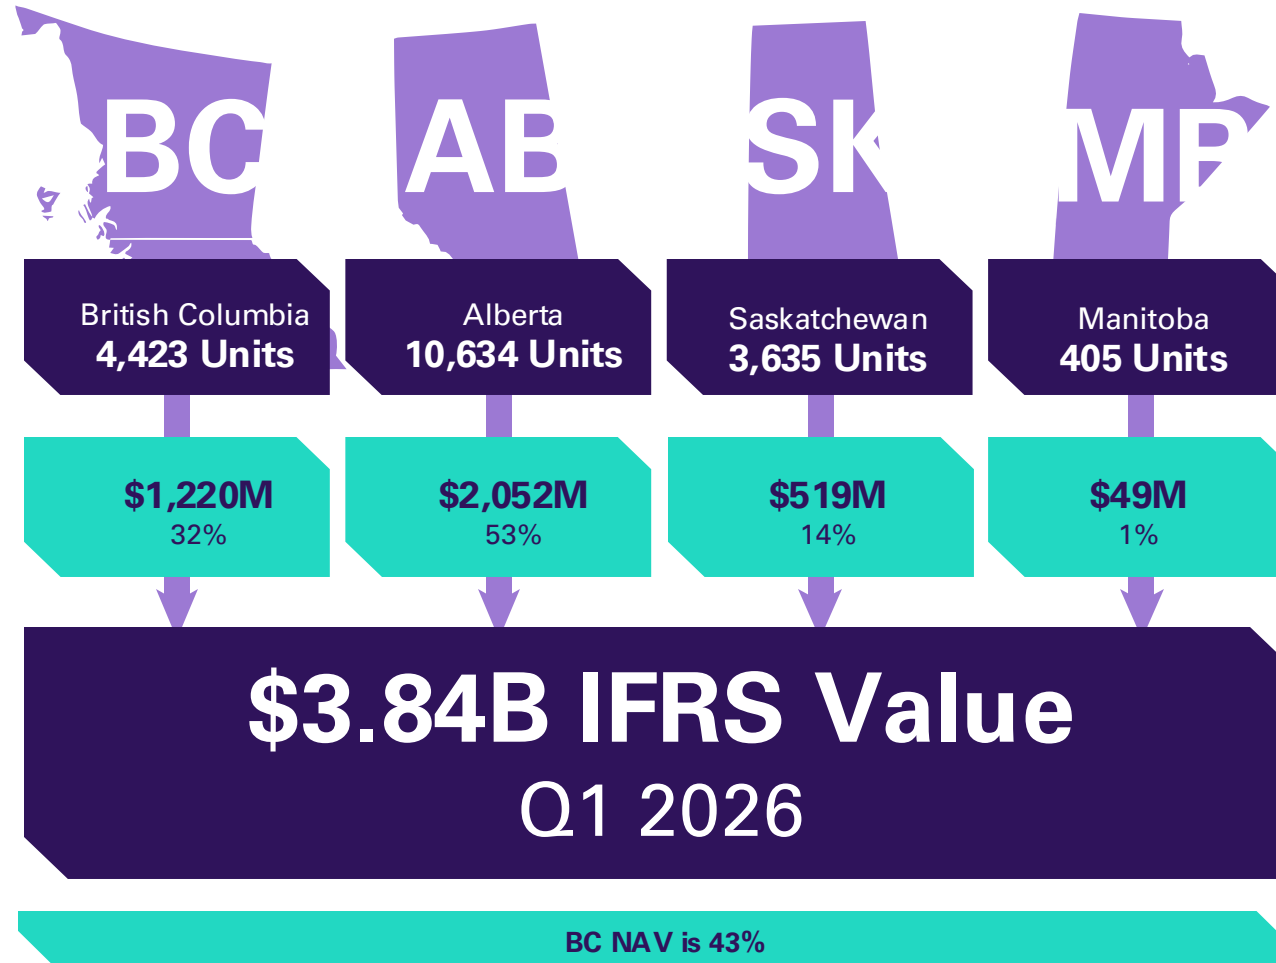 BC
AB
SK
MB
British Columbia
4,423 Units
Alberta
10,634 Units
Saskatchewan
3,635 Units
Manitoba
405 Units
$1,220M
32%
$2,052M
53%
$519M
14%
$49M
1%
$3.84B IFRS Value
Q1 2026
BC NAV is 43%